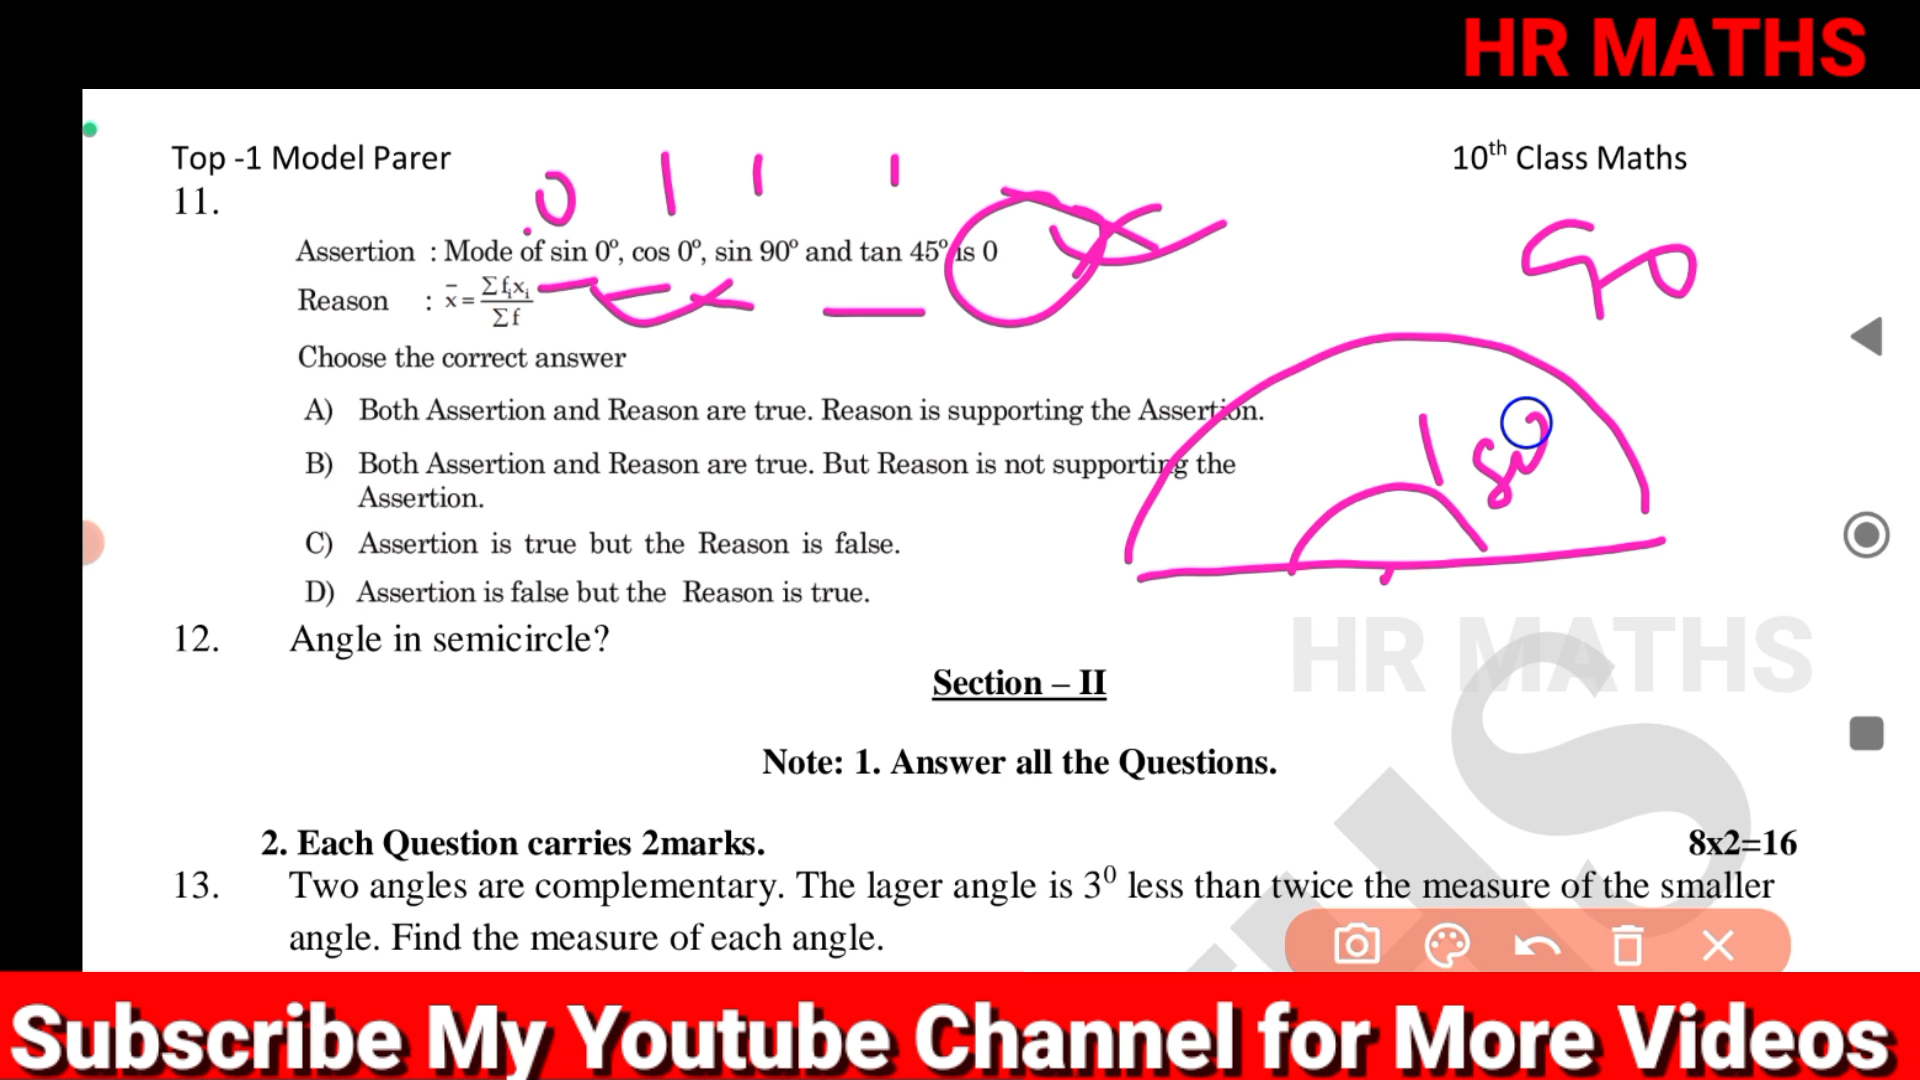 HR MATHS
Top -1 Model Parer
10th Class Maths
11.
0 1 1 1
Assertion : Mode of sin 0º, cos 0º, sin 90º and tan 45º is 0
90
Reason : x̄ = Σfᵢxᵢ / Σf
Choose the correct answer
A) Both Assertion and Reason are true. Reason is supporting the Assertion.
180
B) Both Assertion and Reason are true. But Reason is not supporting the
Assertion.
C) Assertion is true but the Reason is false.
D) Assertion is false but the Reason is true.
12. Angle in semicircle?
HR MATHS
Section – II
Note: 1. Answer all the Questions.
2. Each Question carries 2marks. 8x2=16
13. Two angles are complementary. The lager angle is 3⁰ less than twice the measure of the smaller
angle. Find the measure of each angle.
Subscribe My Youtube Channel for More Videos